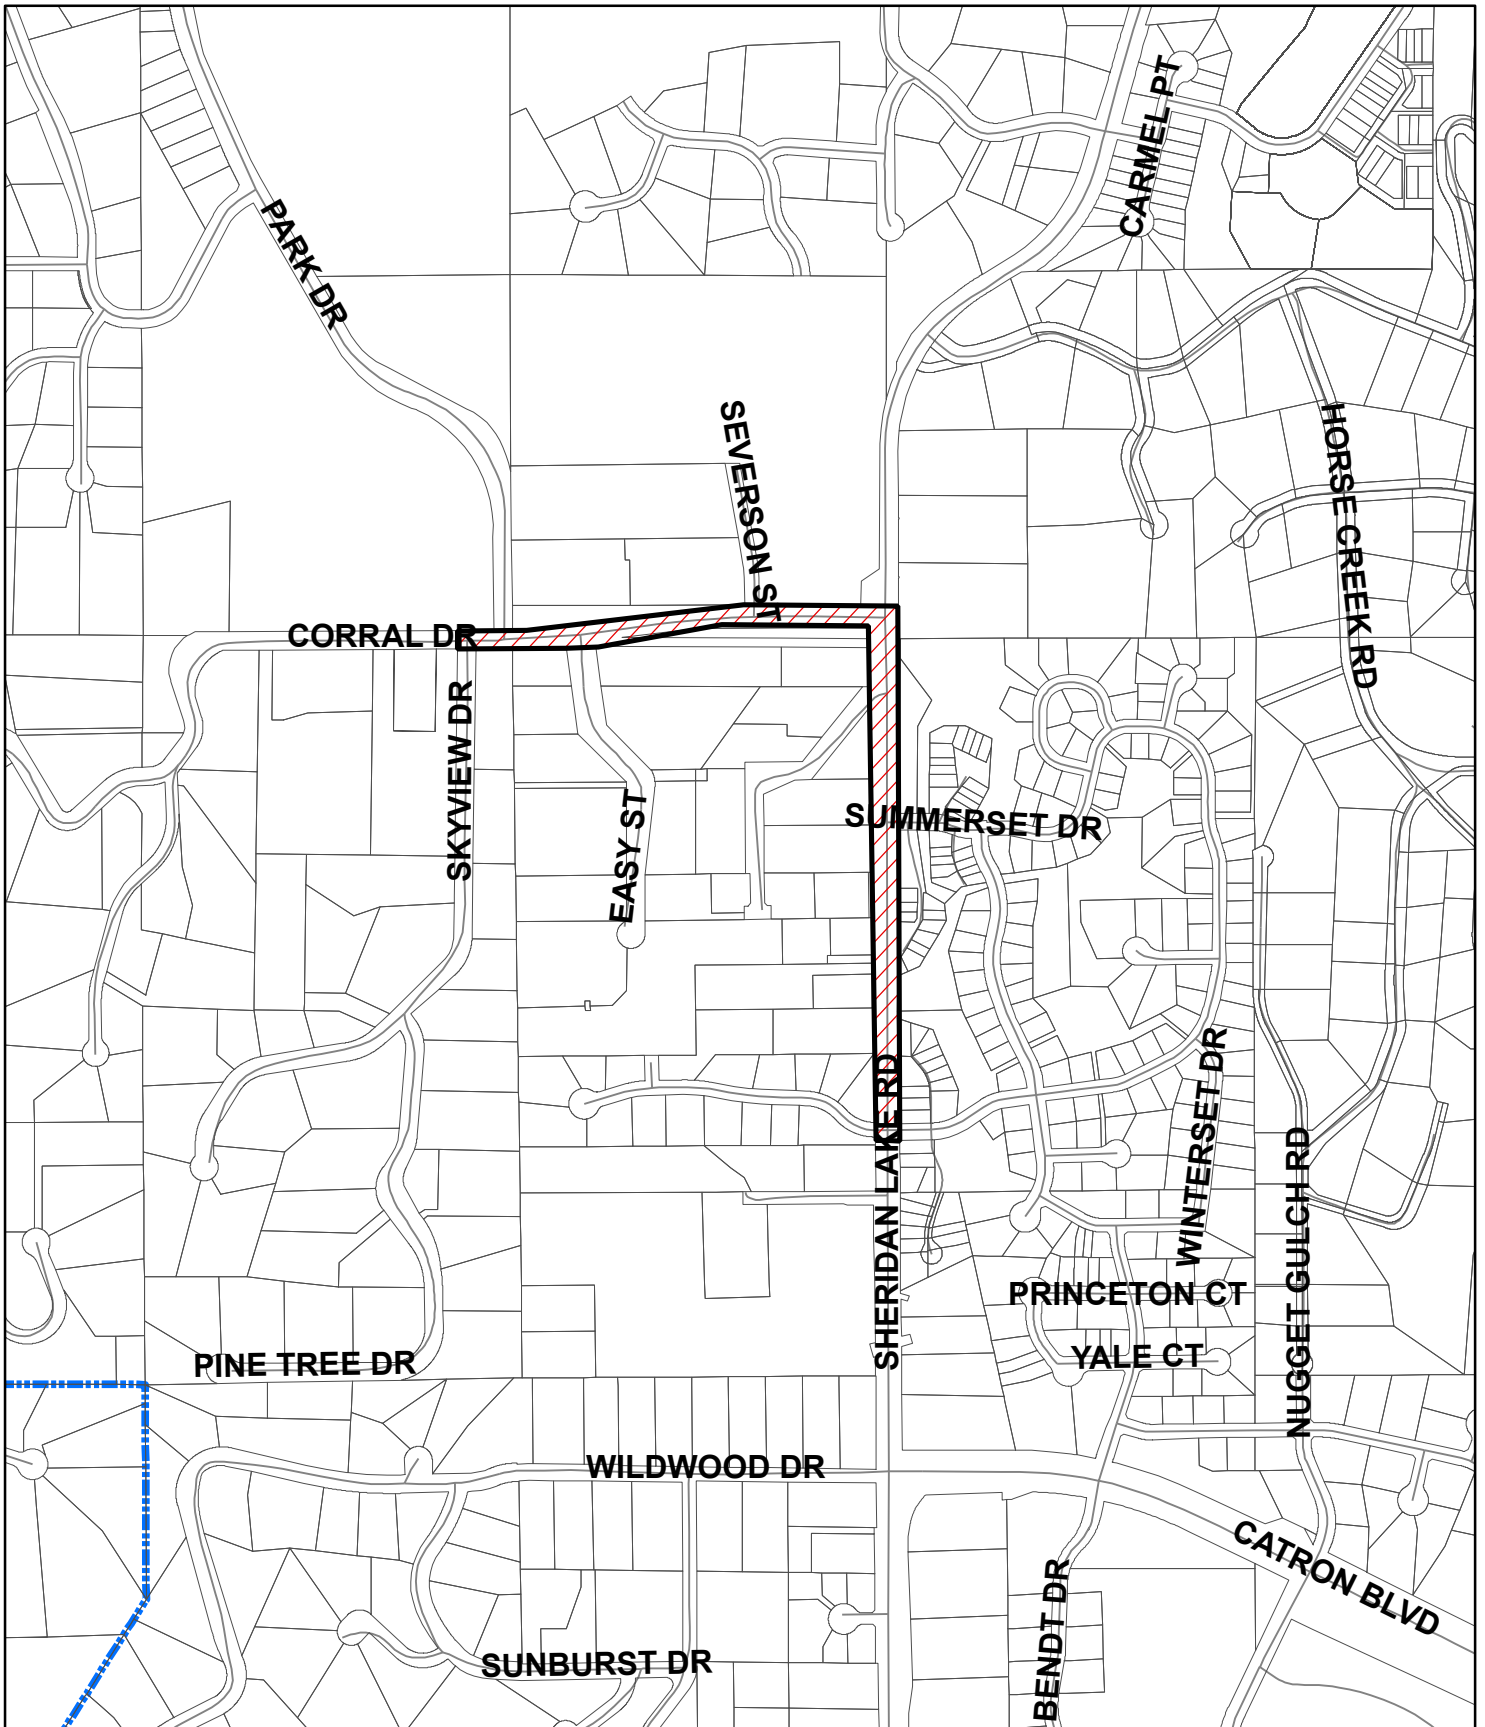 CARMEL PT
PARK DR
SEVERSON ST
HORSE CREEK RD
CORRAL DR
SKYVIEW DR
EASY ST
SUMMERSET DR
WINTERSET DR
SHERIDAN LAKE RD
NUGGET GULCH RD
PRINCETON CT
YALE CT
PINE TREE DR
WILDWOOD DR
CATRON BLVD
BENDT DR
SUNBURST DR